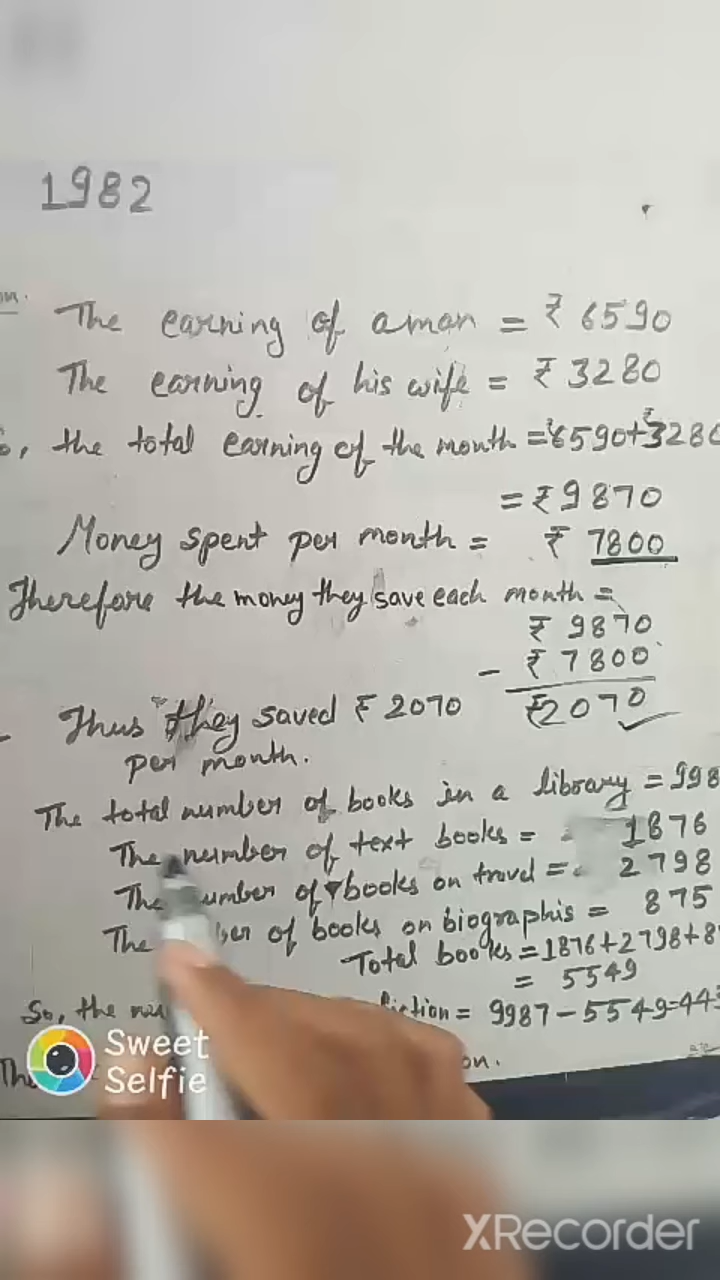 1982
on.
The earning of a man = ₹ 6590
The earning of his wife = ₹ 3280
So, the total earning of the month = ₹6590+₹3280
= ₹ 9870
Money spent per month = ₹ 7800
Therefore the money they save each month =
₹ 9870
- ₹ 7800
₹2070
Thus they saved ₹ 2070
per month.
The total number of books in a library = 998
The number of text books = 1876
The number of books on travel = 2798
The of books on biographis = 875
Total books = 1876+2798+8
= 5549
So, the = 9987-5549=443
on.
Sweet
Selfie
XRecorder